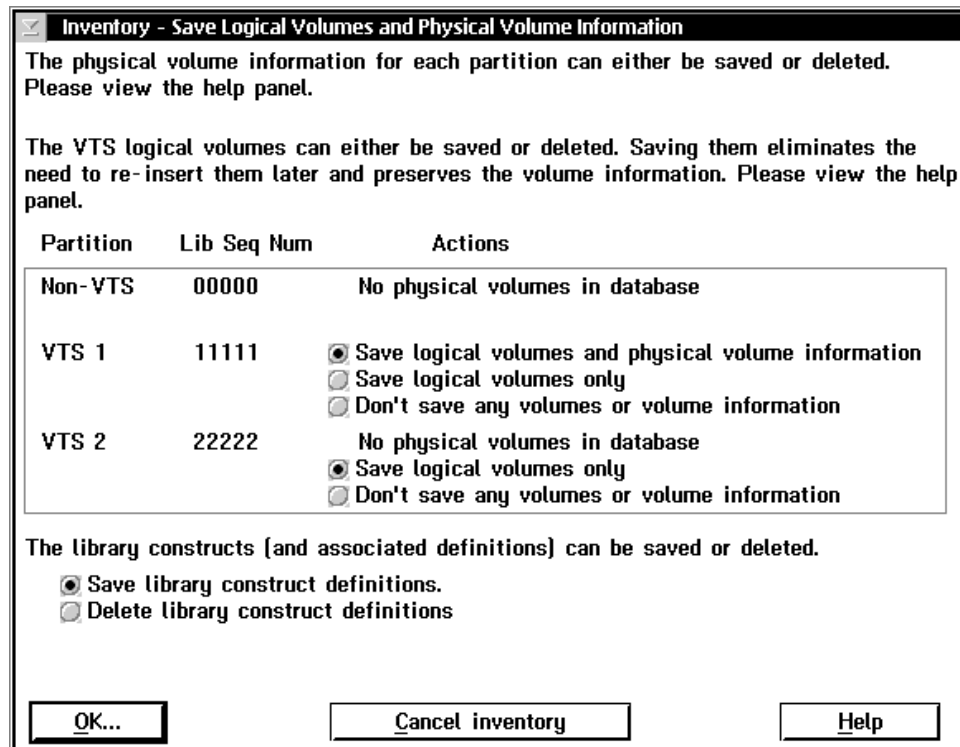 Inventory - Save Logical Volumes and Physical Volume Information
The physical volume information for each partition can either be saved or deleted.
Please view the help panel.
The VTS logical volumes can either be saved or deleted. Saving them eliminates the
need to re-insert them later and preserves the volume information. Please view the help
panel.
Partition Lib Seq Num Actions
Non-VTS 00000 No physical volumes in database
VTS 1 11111 Save logical volumes and physical volume information
Save logical volumes only
Don't save any volumes or volume information
VTS 2 22222 No physical volumes in database
Save logical volumes only
Don't save any volumes or volume information
The library constructs (and associated definitions) can be saved or deleted.
Save library construct definitions.
Delete library construct definitions
OK... Cancel inventory Help